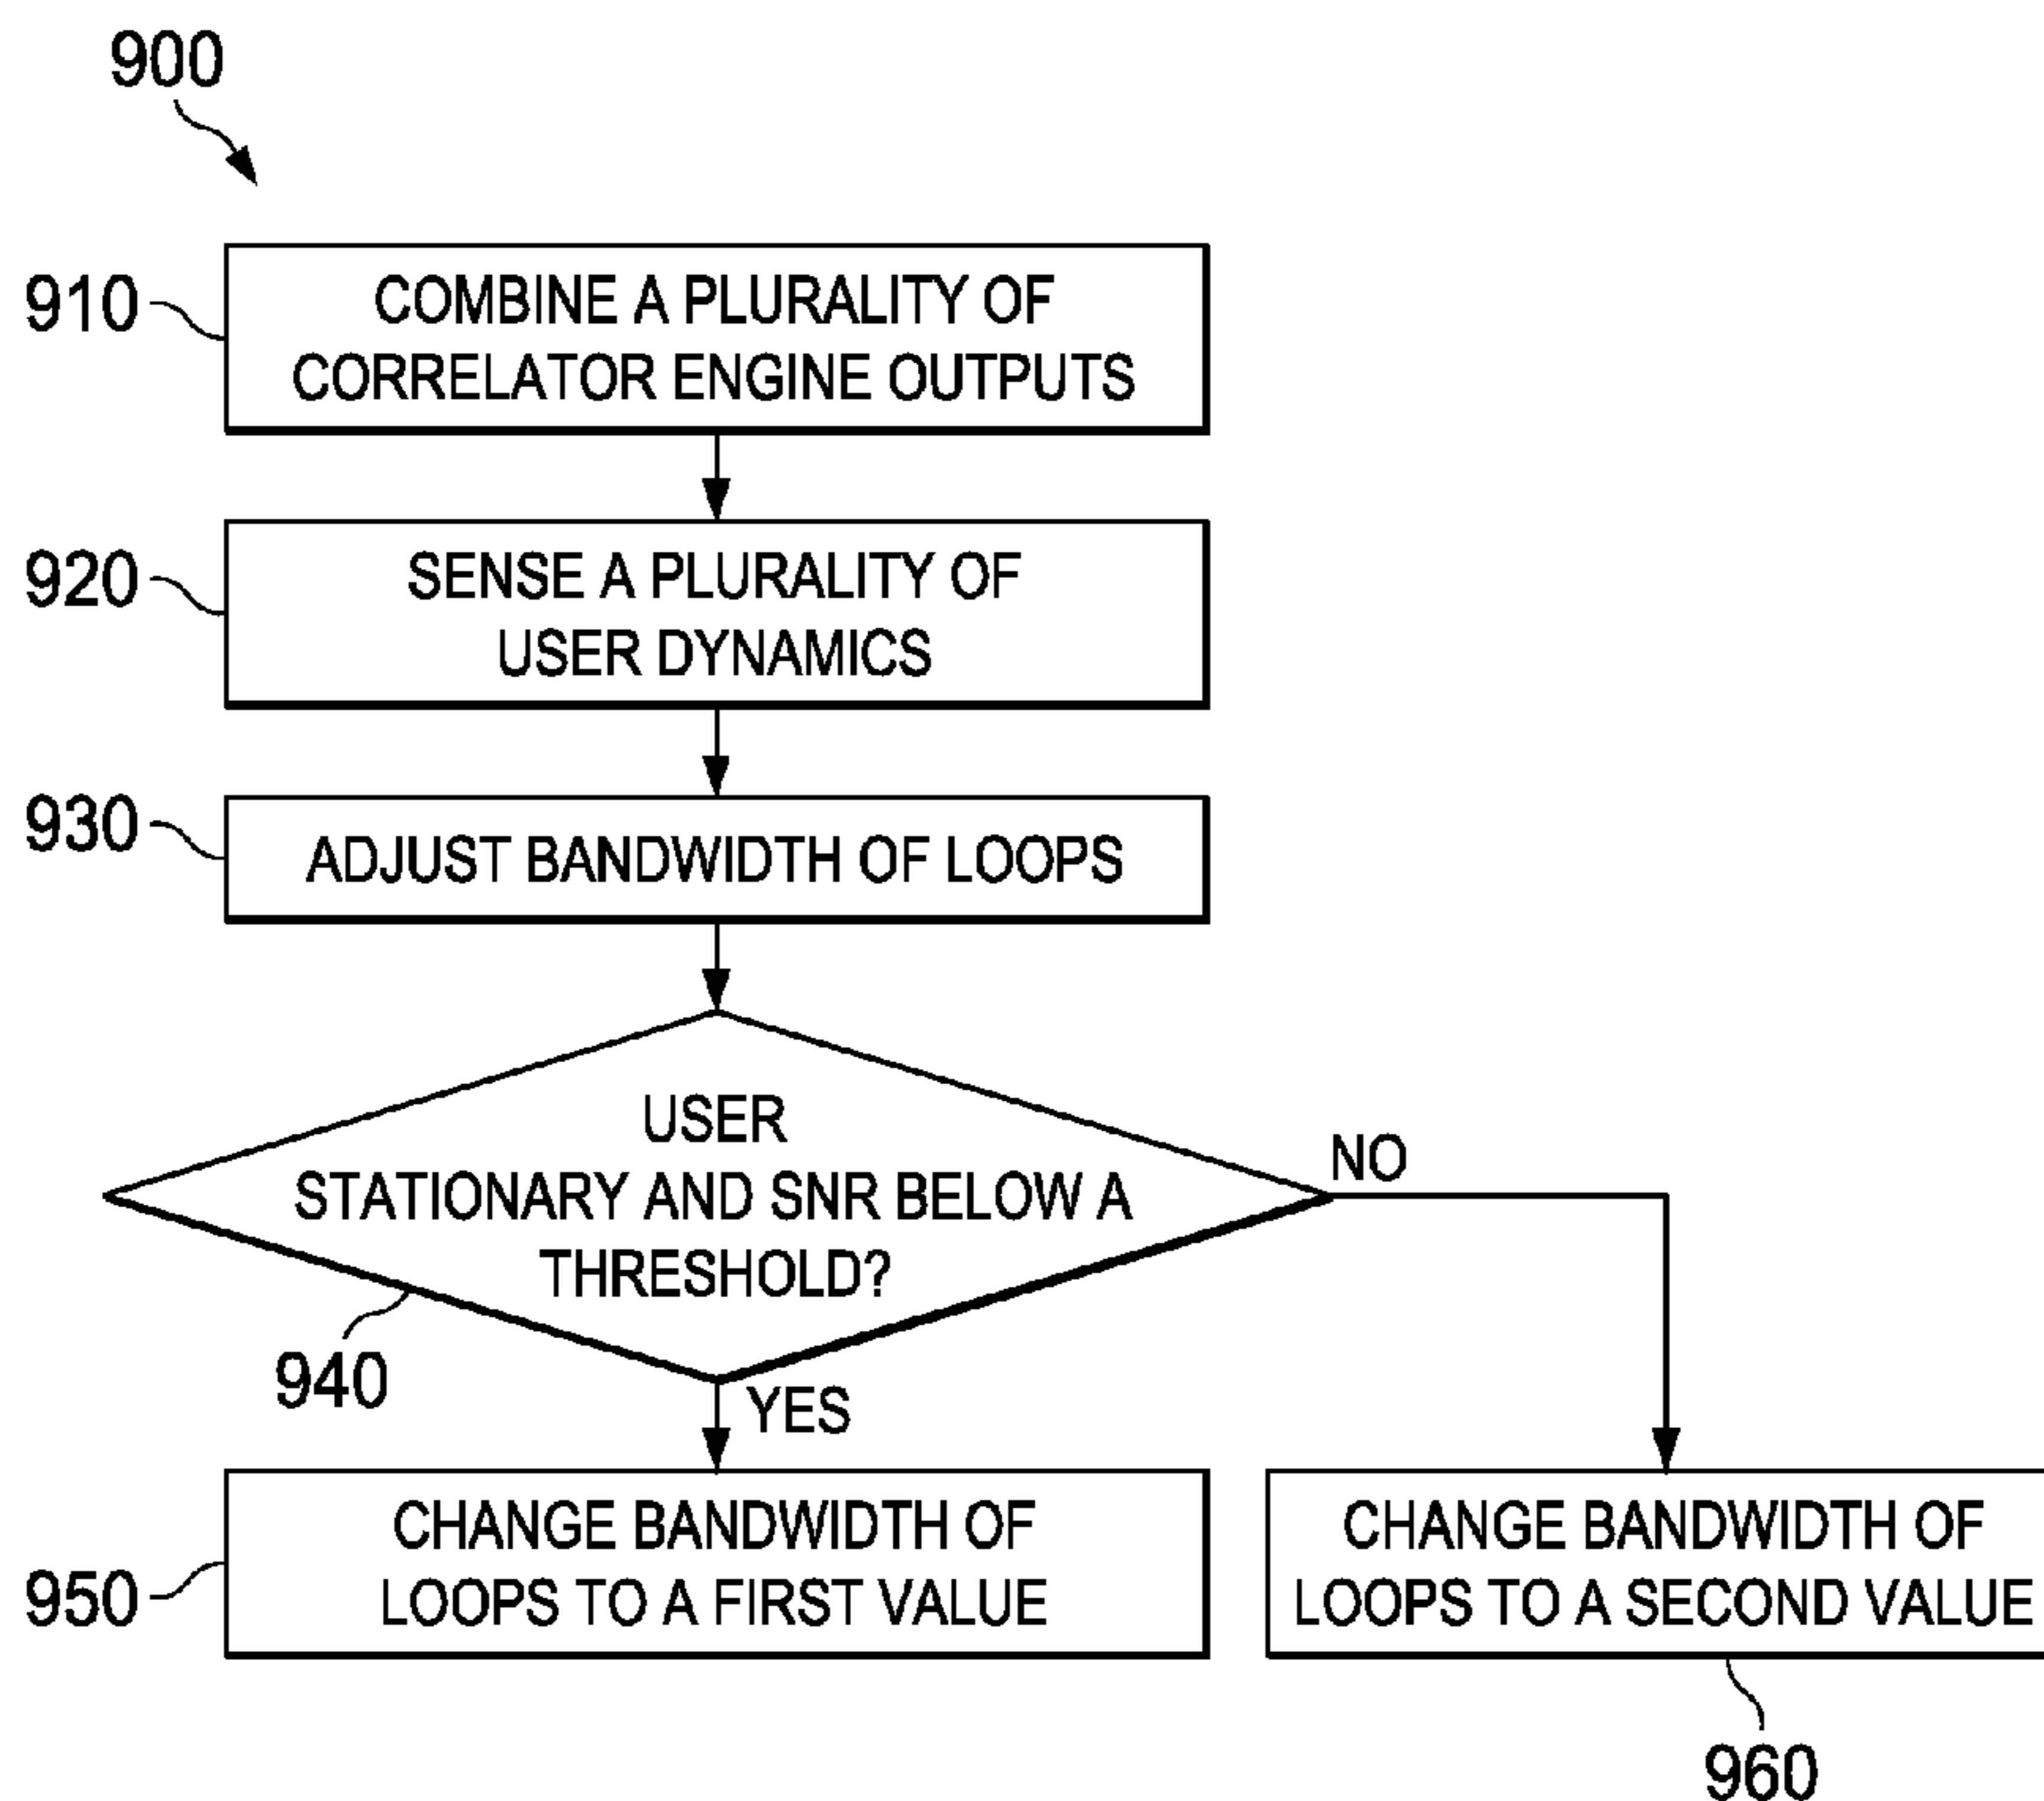 900
910
COMBINE A PLURALITY OF
CORRELATOR ENGINE OUTPUTS
920
SENSE A PLURALITY OF
USER DYNAMICS
930
ADJUST BANDWIDTH OF LOOPS
USER
STATIONARY AND SNR BELOW A
THRESHOLD?
NO
940
YES
950
CHANGE BANDWIDTH OF
LOOPS TO A FIRST VALUE
CHANGE BANDWIDTH OF
LOOPS TO A SECOND VALUE
960